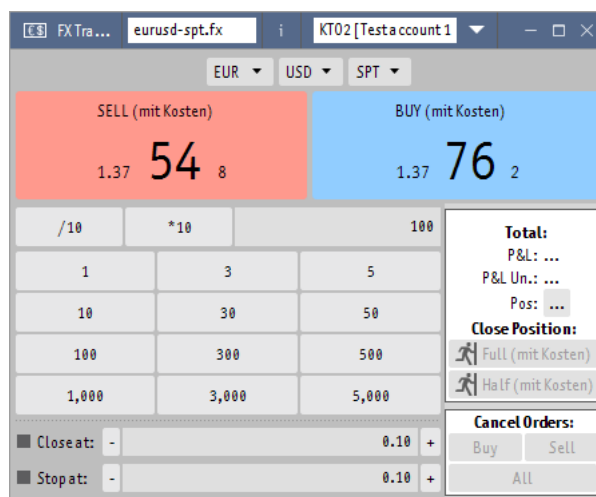 €$ FX Tra... eurusd-spt.fx i KT02 [Testaccount 1
EUR USD SPT
SELL (mit Kosten) BUY (mit Kosten)
1.37 54 8 1.37 76 2
/10 *10 100
1 3 5
10 30 50
100 300 500
1,000 3,000 5,000
Total:
P&L: ...
P&L Un.: ...
Pos: ...
Close Position:
Full (mit Kosten)
Half (mit Kosten)
Close at: - 0.10 +
Stop at: - 0.10 +
Cancel Orders:
Buy Sell
All